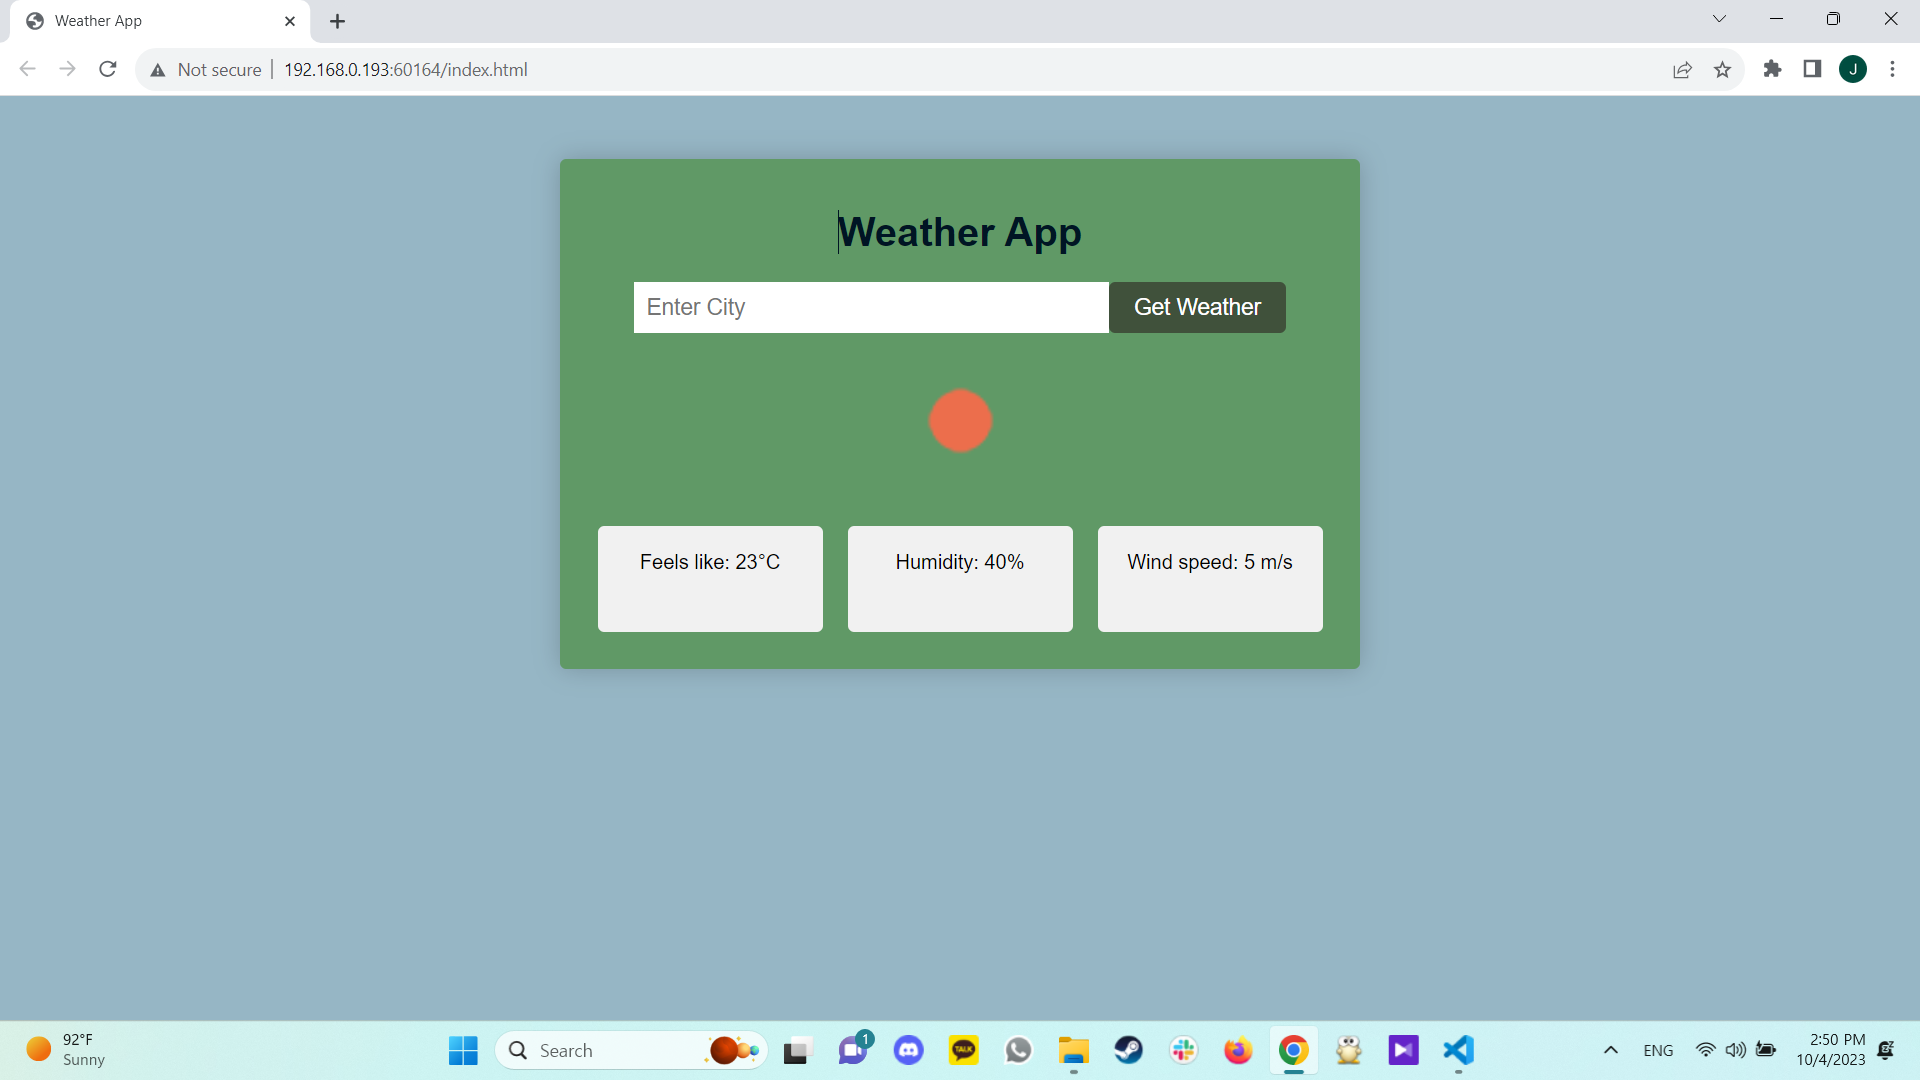 Weather App
Not secure
192.168.0.193:60164/index.html
J
Weather App
Enter City
Get Weather
Feels like: 23°C
Humidity: 40%
Wind speed: 5 m/s
92°F
Sunny
Search
1
TALK
ENG
2:50 PM
10/4/2023